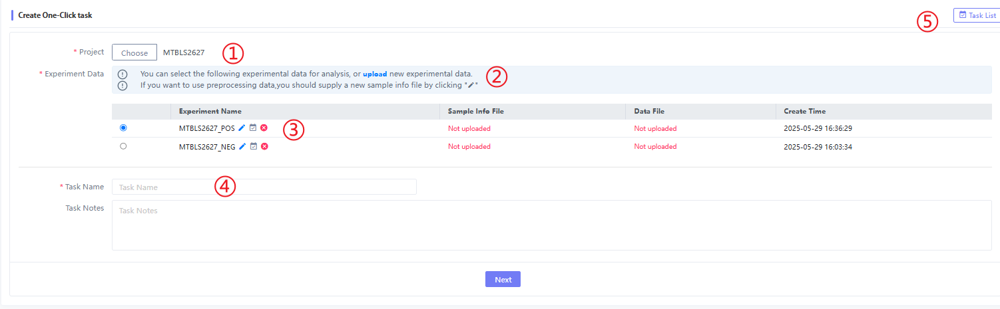 Create One-Click task
⑤ Task List
* Project Choose MTBLS2627 ①
* Experiment Data
You can select the following experimental data for analysis, or upload new experimental data.
If you want to use preprocessing data,you should supply a new sample info file by clicking " "
②
Experiment Name Sample Info File Data File Create Time
MTBLS2627_POS ③ Not uploaded Not uploaded 2025-05-29 16:36:29
MTBLS2627_NEG Not uploaded Not uploaded 2025-05-29 16:03:34
* Task Name Task Name ④
Task Notes Task Notes
Next